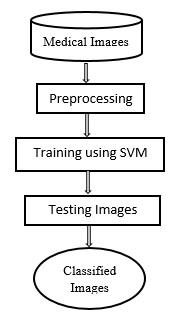 Medical Images
Preprocessing
Training using SVM
Testing Images
Classified
Images